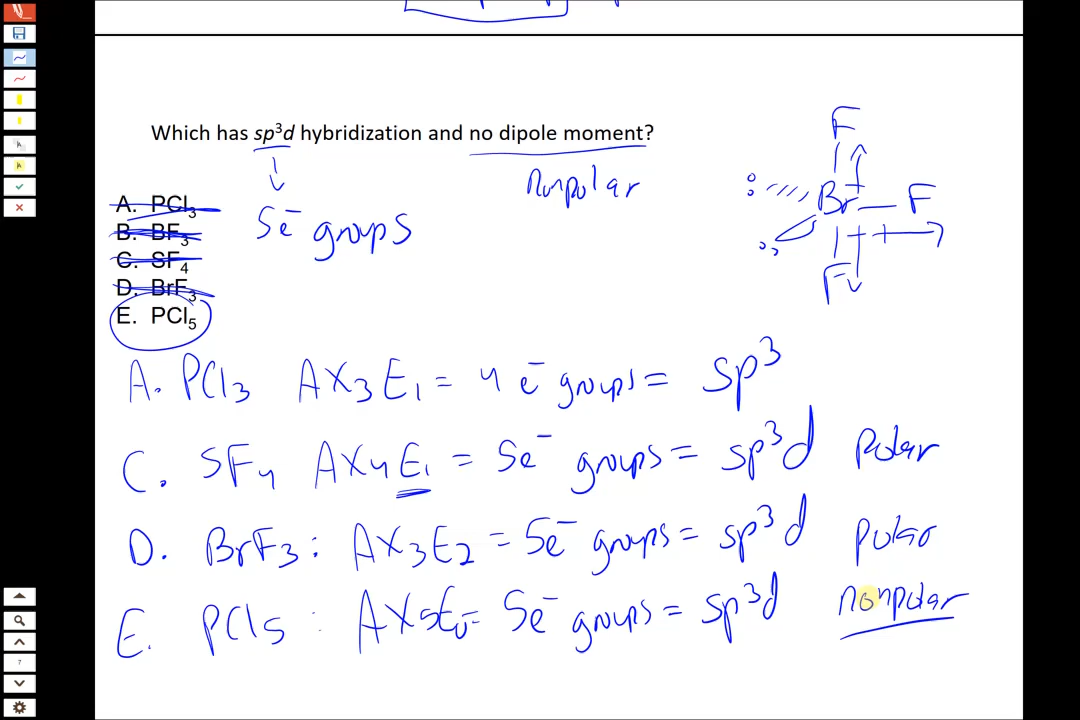 Which has sp³d hybridization and no dipole moment?
nonpolar
A. PCl₃
B. BF₃
C. SF₄
D. BrF₃
E. PCl₅
5e⁻ groups
F
Br
F
F
A. PCl₃ AX₃E₁ = 4 e⁻ groups = sp³
C. SF₄ AX₄E₁ = 5e⁻ groups = sp³d Polar
D. BrF₃: AX₃E₂ = 5e⁻ groups = sp³d Polar
E. PCl₅: AX₅E₀ = 5e⁻ groups = sp³d nonpolar
7